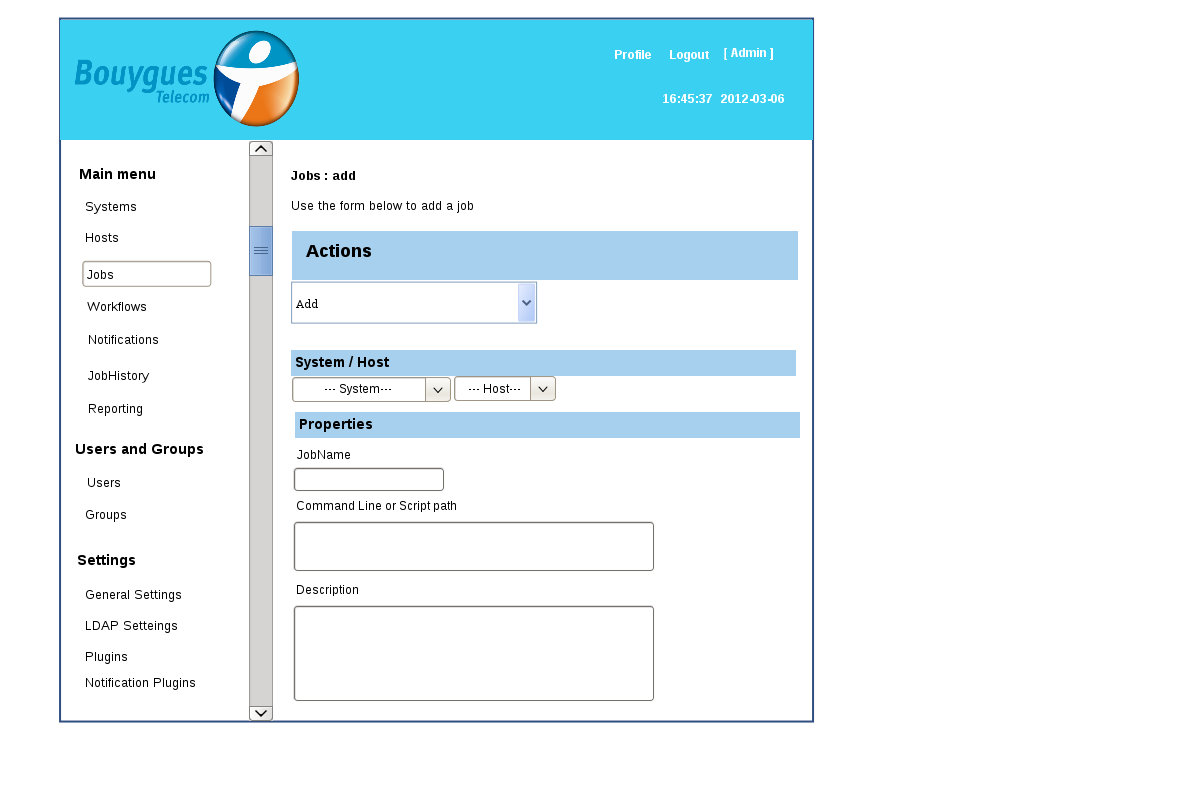 Bouygues
Telecom
Profile Logout [ Admin ]
16:45:37 2012-03-06
Main menu
Systems
Hosts
Jobs
Workflows
Notifications
JobHistory
Reporting
Users and Groups
Users
Groups
Settings
General Settings
LDAP Setteings
Plugins
Notification Plugins
Jobs : add
Use the form below to add a job
Actions
Add
System / Host
--- System--- --- Host---
Properties
JobName
Command Line or Script path
Description